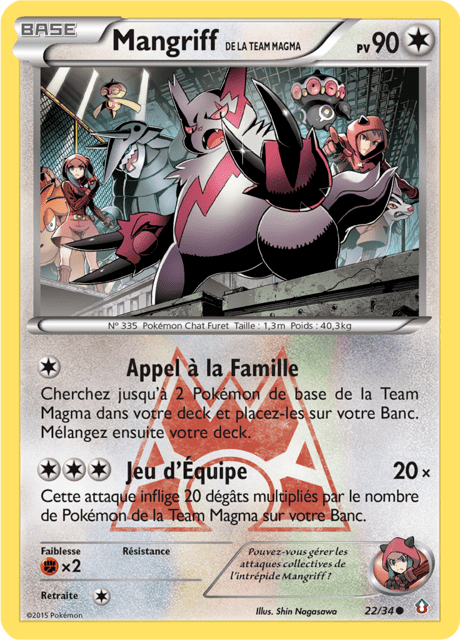 BASE
Mangriff DE LA TEAM MAGMA PV 90
N° 335 Pokémon Chat Furet Taille : 1,3m Poids : 40,3kg
Appel à la Famille
Cherchez jusqu'à 2 Pokémon de base de la Team
Magma dans votre deck et placez-les sur votre Banc.
Mélangez ensuite votre deck.
Jeu d'Équipe 20 ×
Cette attaque inflige 20 dégâts multipliés par le nombre
de Pokémon de la Team Magma sur votre Banc.
Faiblesse Résistance
×2
Retraite
Pouvez-vous gérer les
attaques collectives de
l'intrépide Mangriff ?
©2015 Pokémon
Illus. Shin Nagasawa
22/34